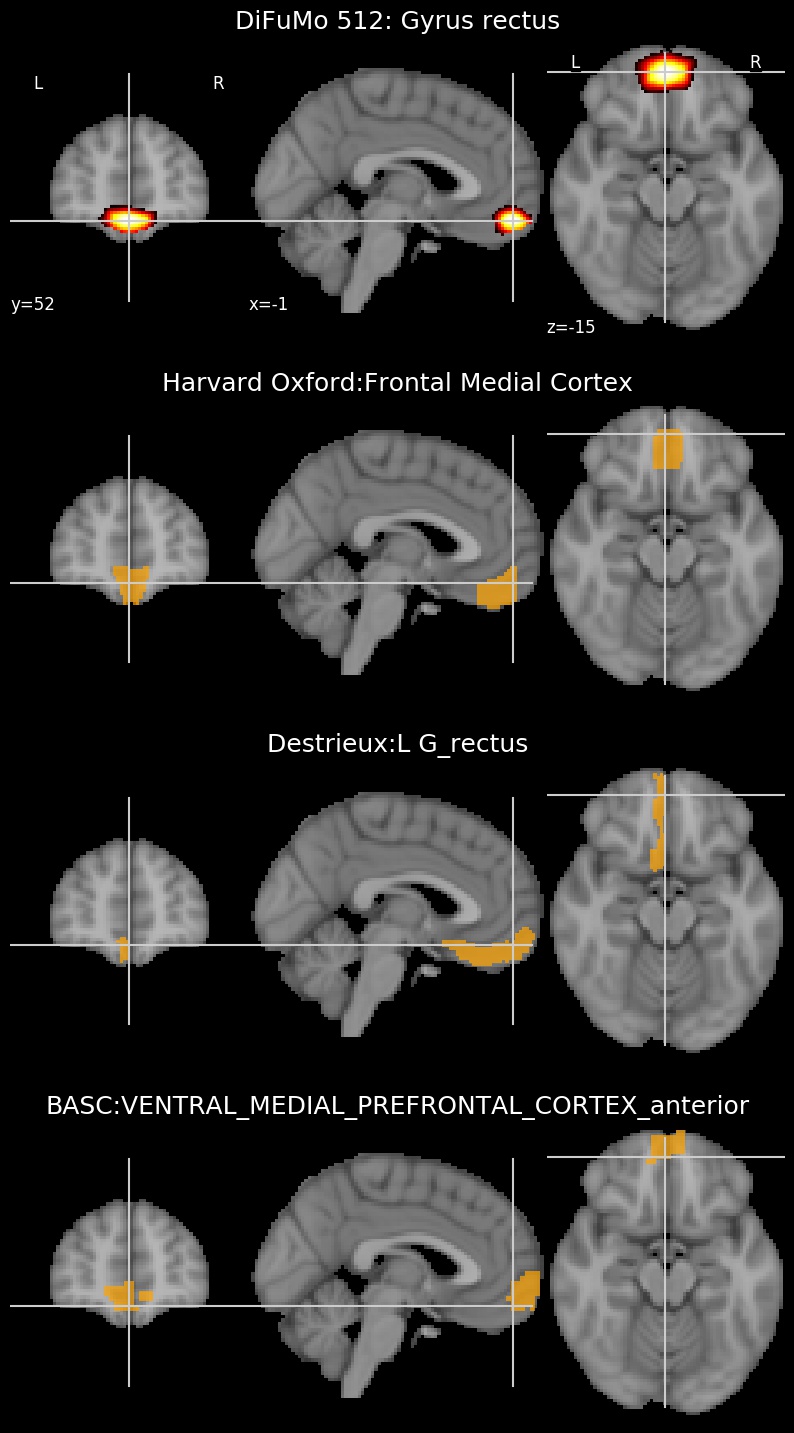 DiFuMo 512: Gyrus rectus
L R
L R
y=52
x=-1
z=-15
Harvard Oxford:Frontal Medial Cortex
Destrieux:L G_rectus
BASC:VENTRAL_MEDIAL_PREFRONTAL_CORTEX_anterior